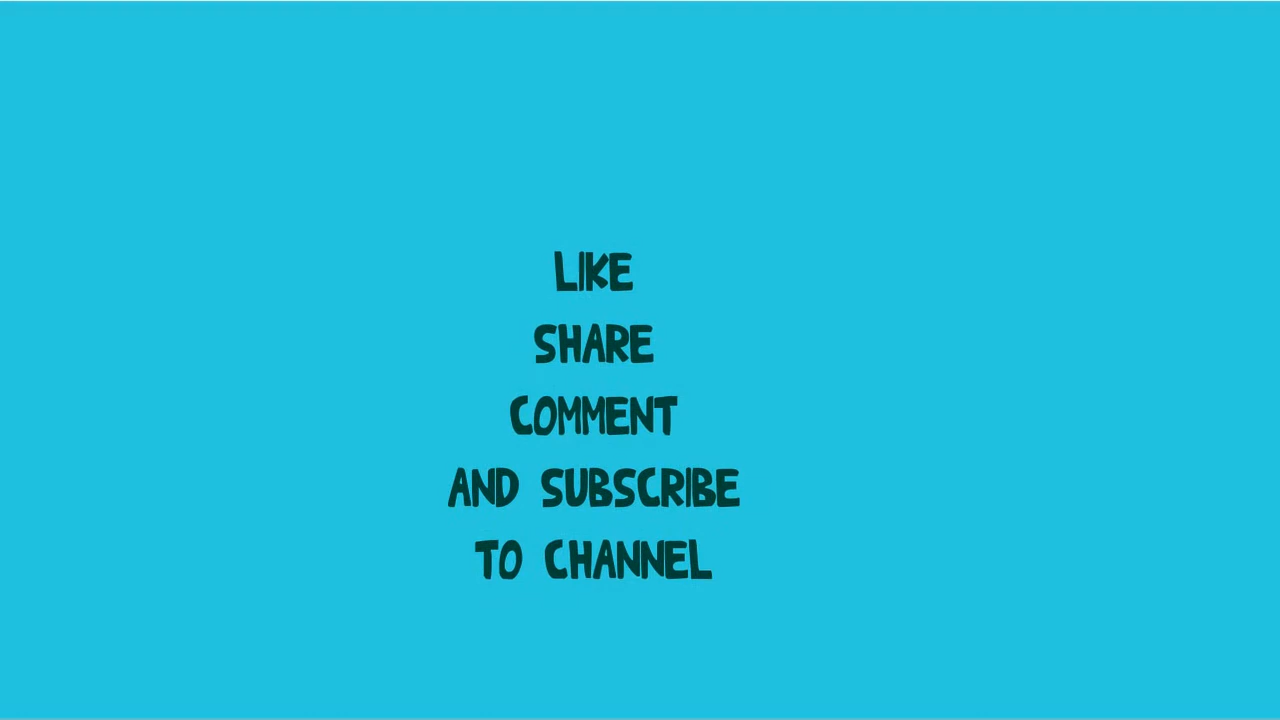 LIKE
SHARE
COMMENT
AND SUBSCRIBE
TO CHANNEL